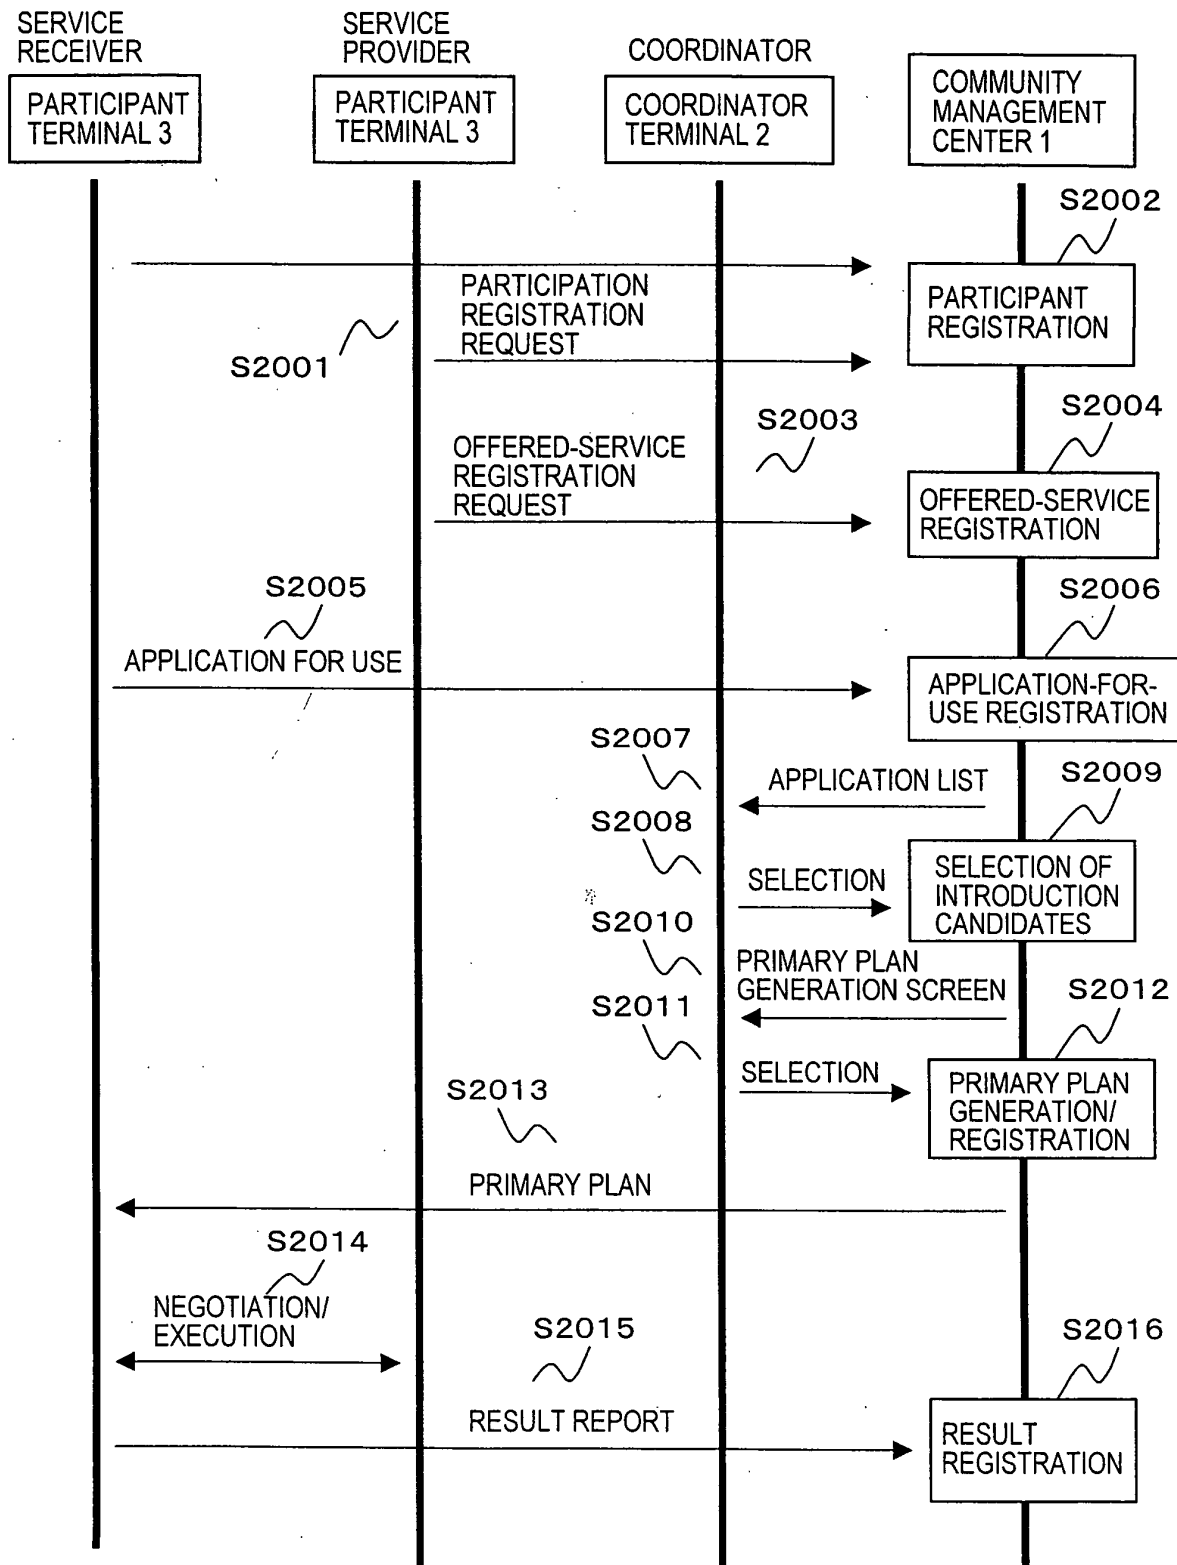 SERVICE
RECEIVER
SERVICE
PROVIDER
COORDINATOR
PARTICIPANT
TERMINAL 3
PARTICIPANT
TERMINAL 3
COORDINATOR
TERMINAL 2
COMMUNITY
MANAGEMENT
CENTER 1
S2002
PARTICIPATION
REGISTRATION
REQUEST
PARTICIPANT
REGISTRATION
S2001
S2004
S2003
OFFERED-SERVICE
REGISTRATION
REQUEST
OFFERED-SERVICE
REGISTRATION
S2005
S2006
APPLICATION FOR USE
APPLICATION-FOR-
USE REGISTRATION
S2007
APPLICATION LIST
S2009
S2008
SELECTION
SELECTION OF
INTRODUCTION
CANDIDATES
S2010
PRIMARY PLAN
GENERATION SCREEN
S2012
S2011
SELECTION
PRIMARY PLAN
GENERATION/
REGISTRATION
S2013
PRIMARY PLAN
S2014
NEGOTIATION/
EXECUTION
S2015
S2016
RESULT REPORT
RESULT
REGISTRATION